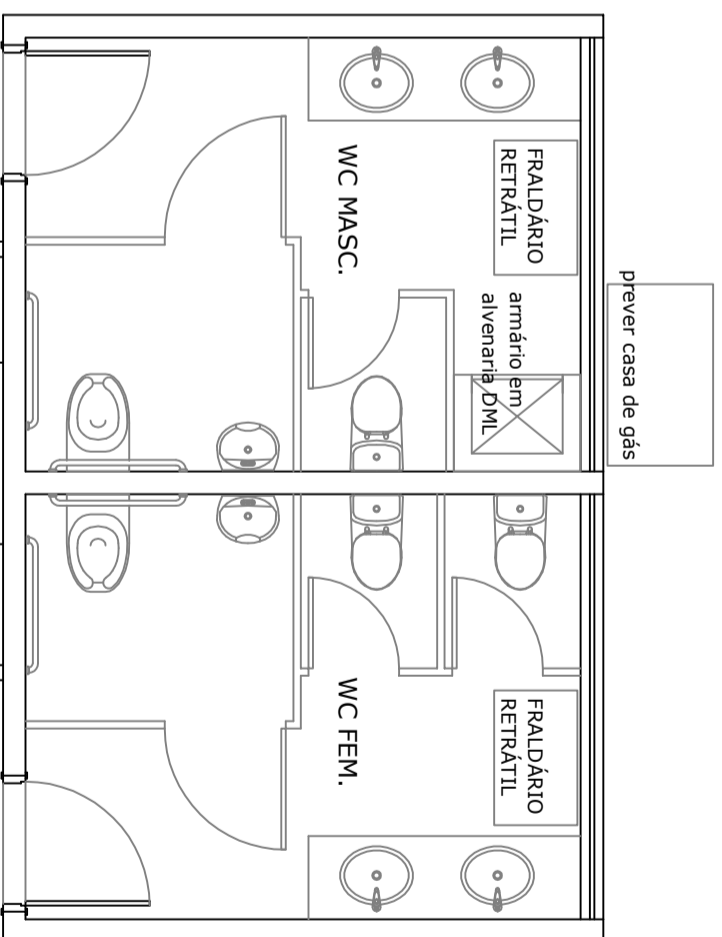 prever casa de gás
FRALDÁRIO
RETRÁTIL
armário em
alvenaria DML
WC MASC.
FRALDÁRIO
RETRÁTIL
WC FEM.